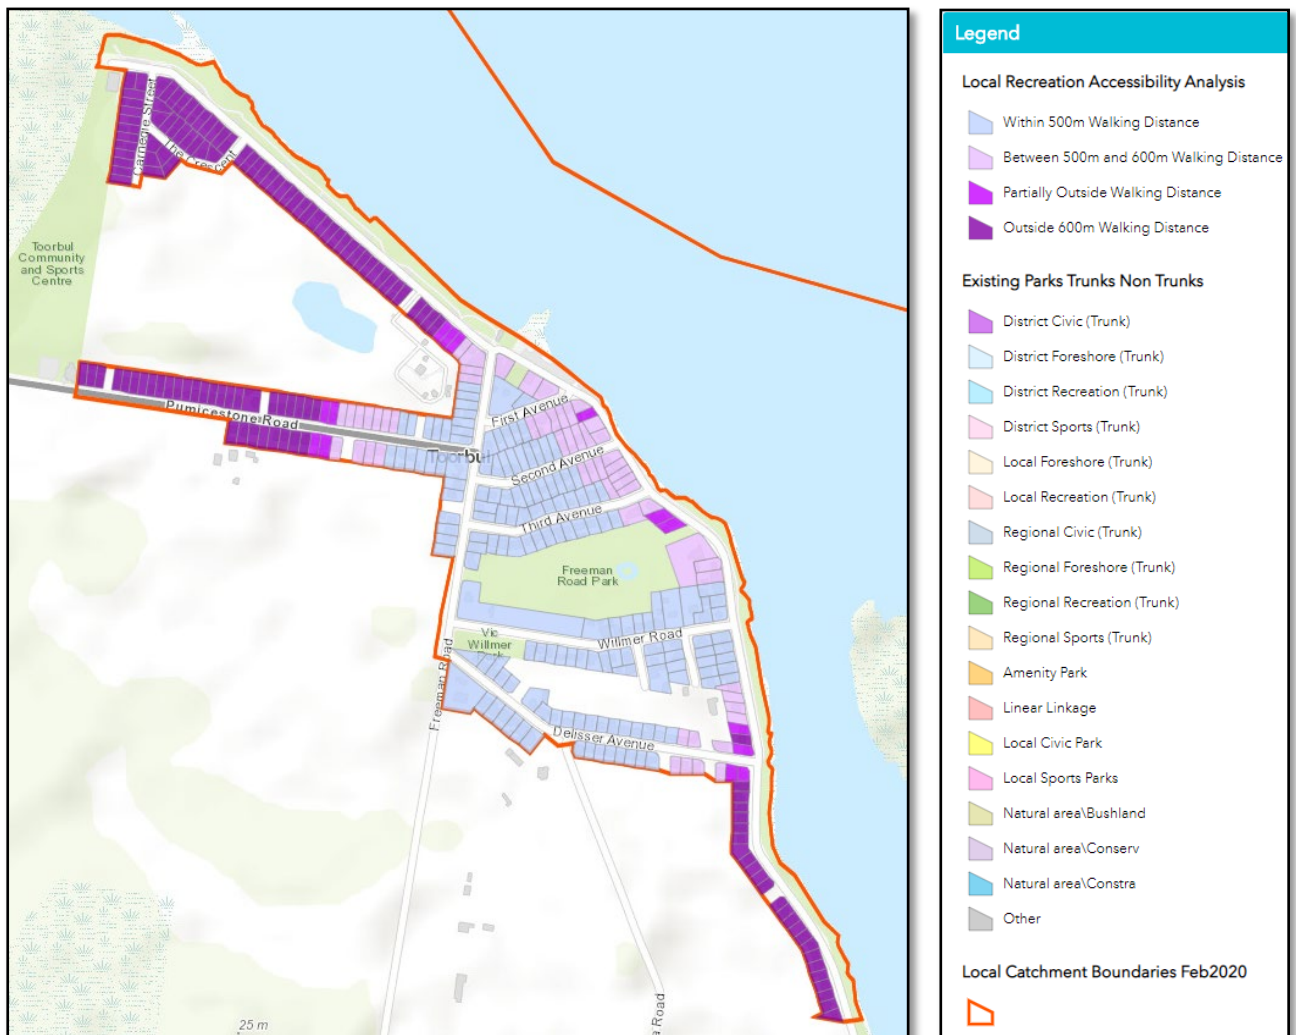 Carnegie Street
The Crescent
Toorbul
Community
and Sports
Centre
Pumicestone Road
First Avenue
Second Avenue
Third Avenue
Freeman
Road Park
Vic
Willmer
Willmer Road
Freeman Road
Delisser Avenue
e Road
25 m
Legend
Local Recreation Accessibility Analysis
Within 500m Walking Distance
Between 500m and 600m Walking Distance
Partially Outside Walking Distance
Outside 600m Walking Distance
Existing Parks Trunks Non Trunks
District Civic (Trunk)
District Foreshore (Trunk)
District Recreation (Trunk)
District Sports (Trunk)
Local Foreshore (Trunk)
Local Recreation (Trunk)
Regional Civic (Trunk)
Regional Foreshore (Trunk)
Regional Recreation (Trunk)
Regional Sports (Trunk)
Amenity Park
Linear Linkage
Local Civic Park
Local Sports Parks
Natural area\Bushland
Natural area\Conserv
Natural area\Constra
Other
Local Catchment Boundaries Feb2020